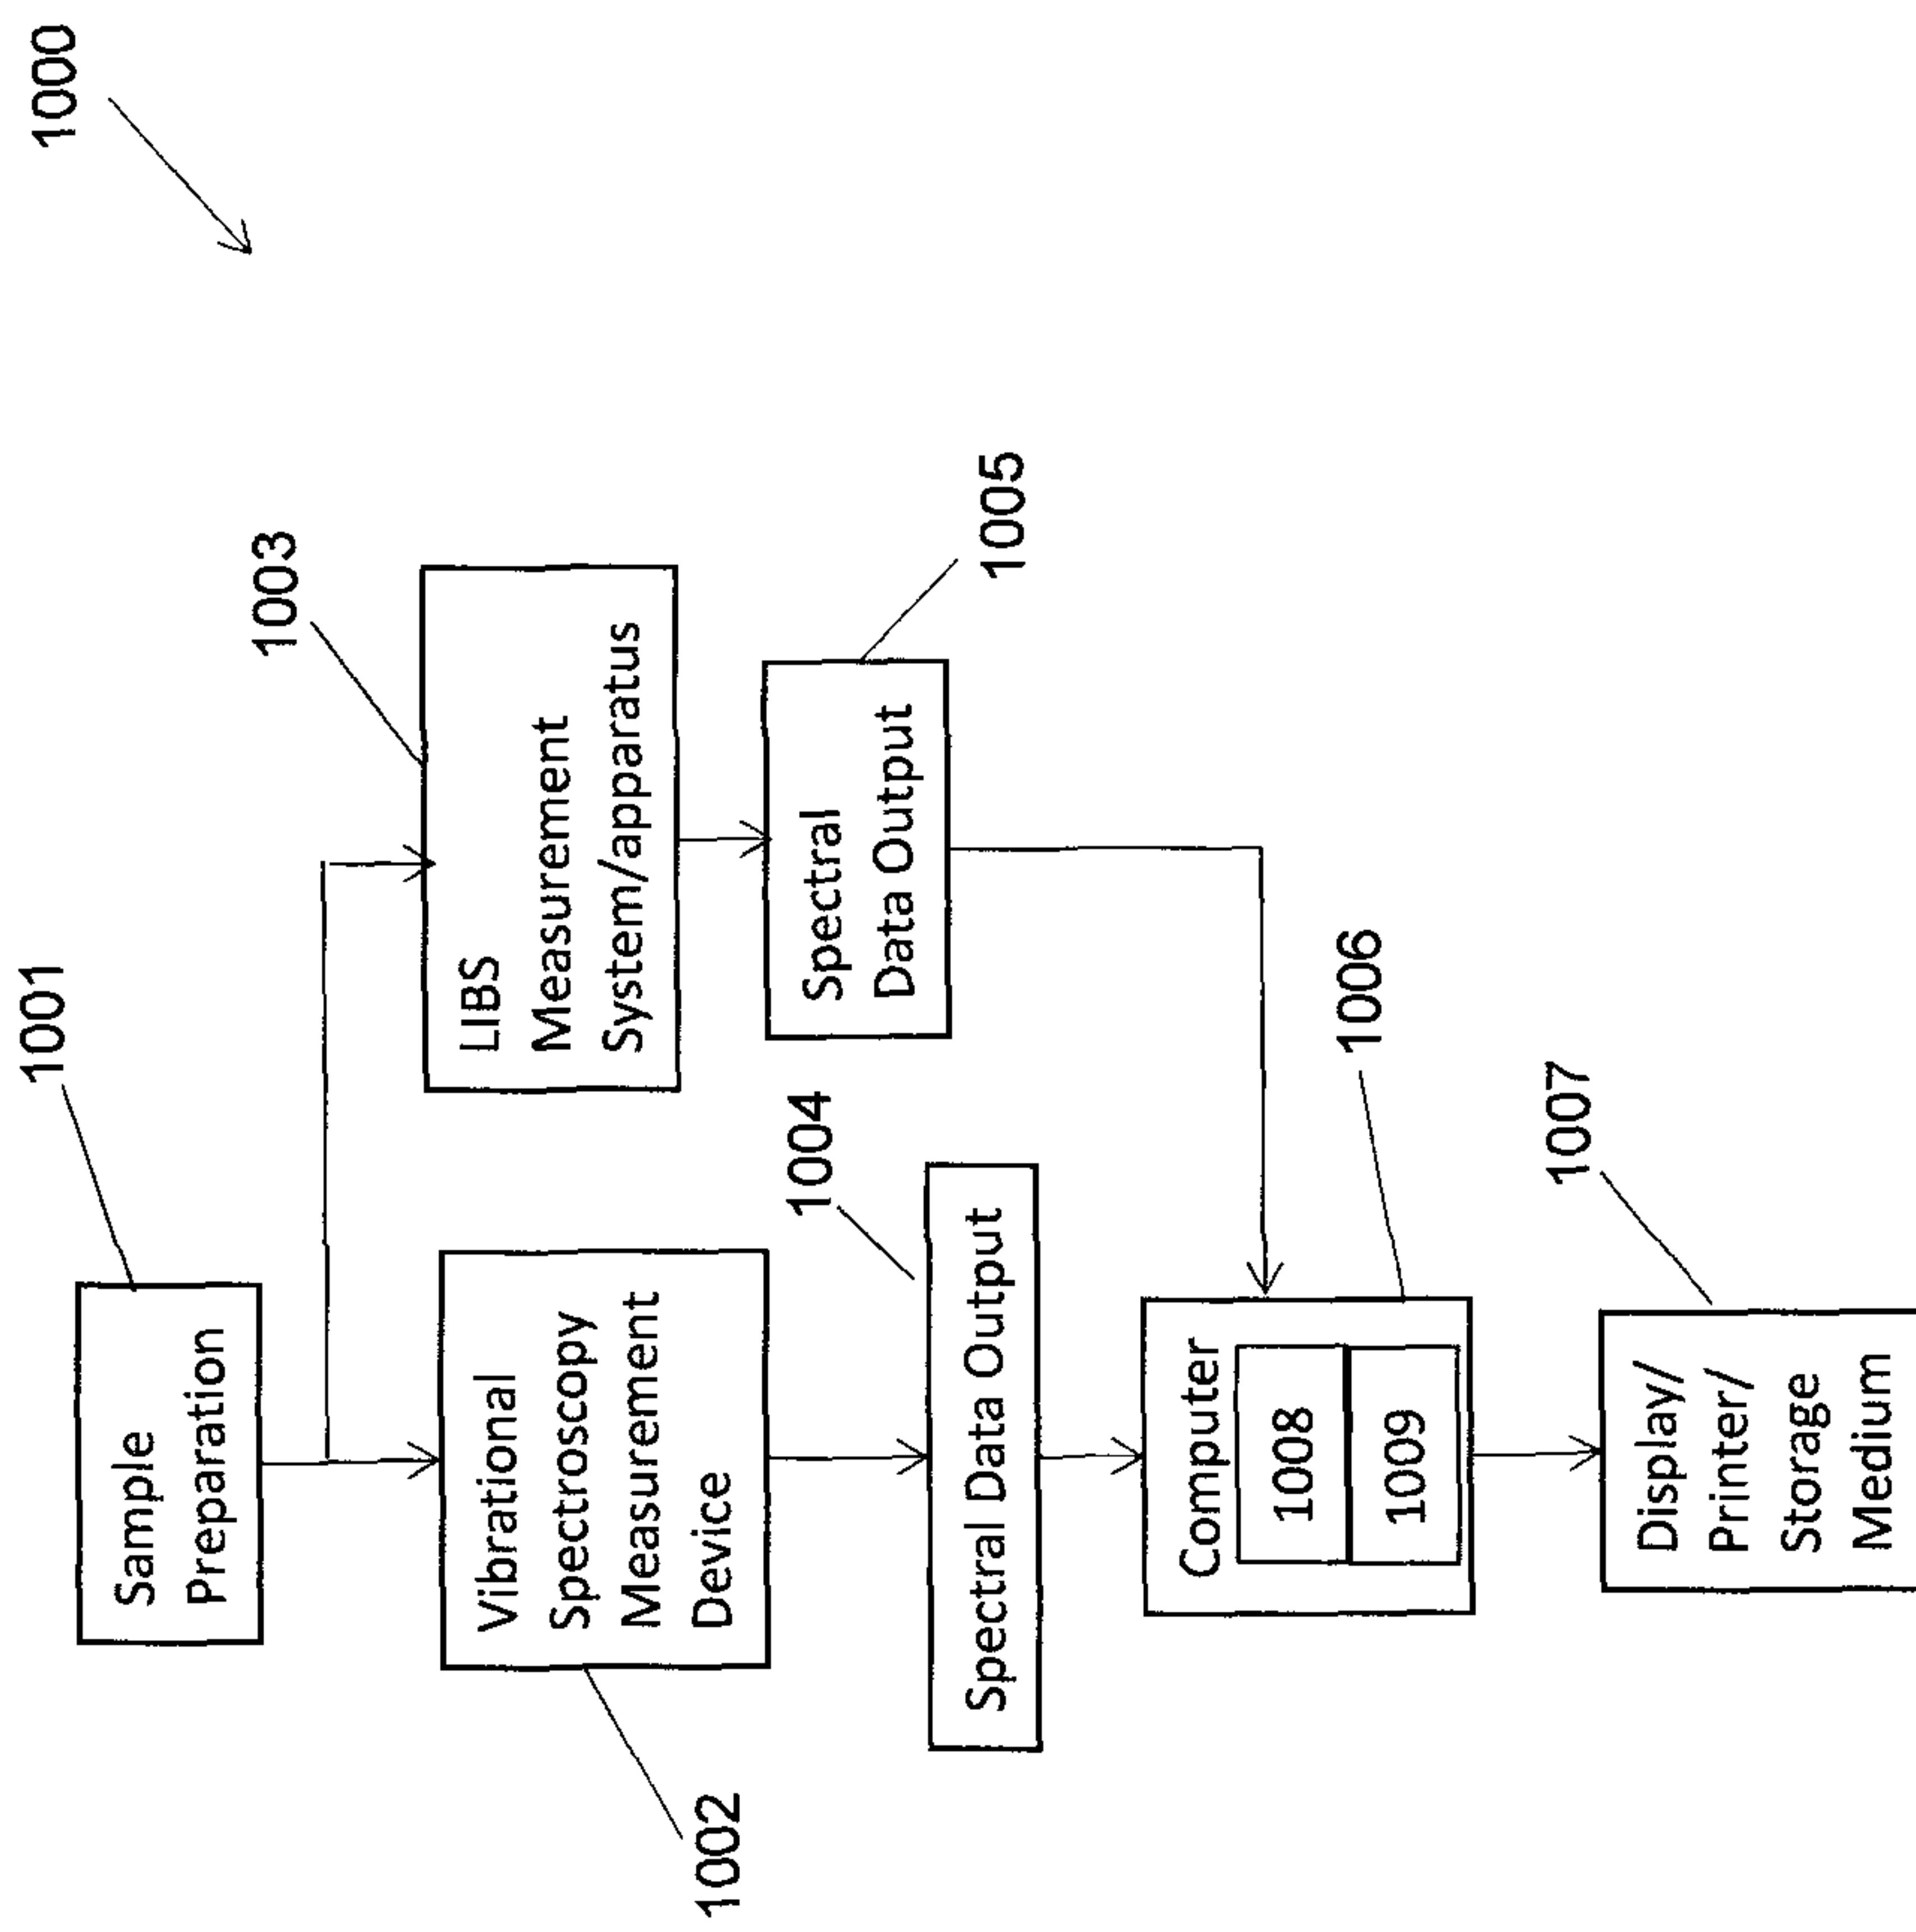 1000
1001
Sample
Preparation
1003
LIBS
Measurement
System/apparatus
Vibrational
Spectroscopy
Measurement
Device
1002
1005
Spectral
Data Output
1004
Spectral Data Output
1006
Computer
1008
1009
1007
Display/
Printer/
Storage
Medium